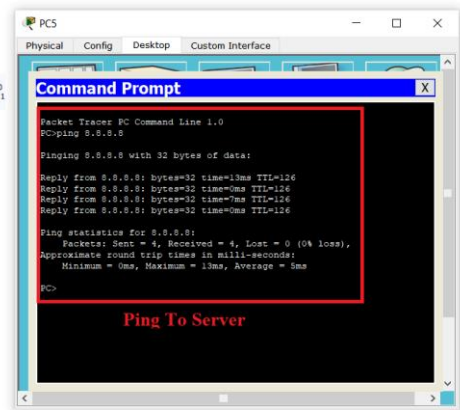 PC5
Physical Config Desktop Custom Interface
Command Prompt
X
Packet Tracer PC Command Line 1.0
PC>ping 8.8.8.8
Pinging 8.8.8.8 with 32 bytes of data:
Reply from 8.8.8.8: bytes=32 time=13ms TTL=126
Reply from 8.8.8.8: bytes=32 time=0ms TTL=126
Reply from 8.8.8.8: bytes=32 time=7ms TTL=126
Reply from 8.8.8.8: bytes=32 time=0ms TTL=126
Ping statistics for 8.8.8.8:
Packets: Sent = 4, Received = 4, Lost = 0 (0% loss),
Approximate round trip times in milli-seconds:
Minimum = 0ms, Maximum = 13ms, Average = 5ms
PC>
Ping To Server